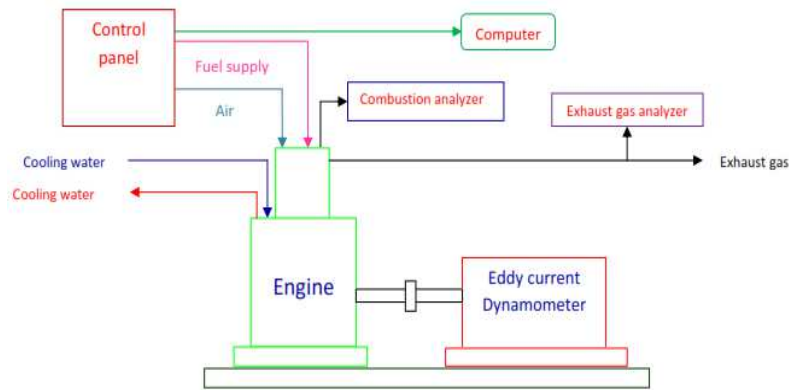 Control
panel
Computer
Fuel supply
Air
Combustion analyzer
Exhaust gas analyzer
Cooling water
Exhaust gas
Cooling water
Engine
Eddy current
Dynamometer